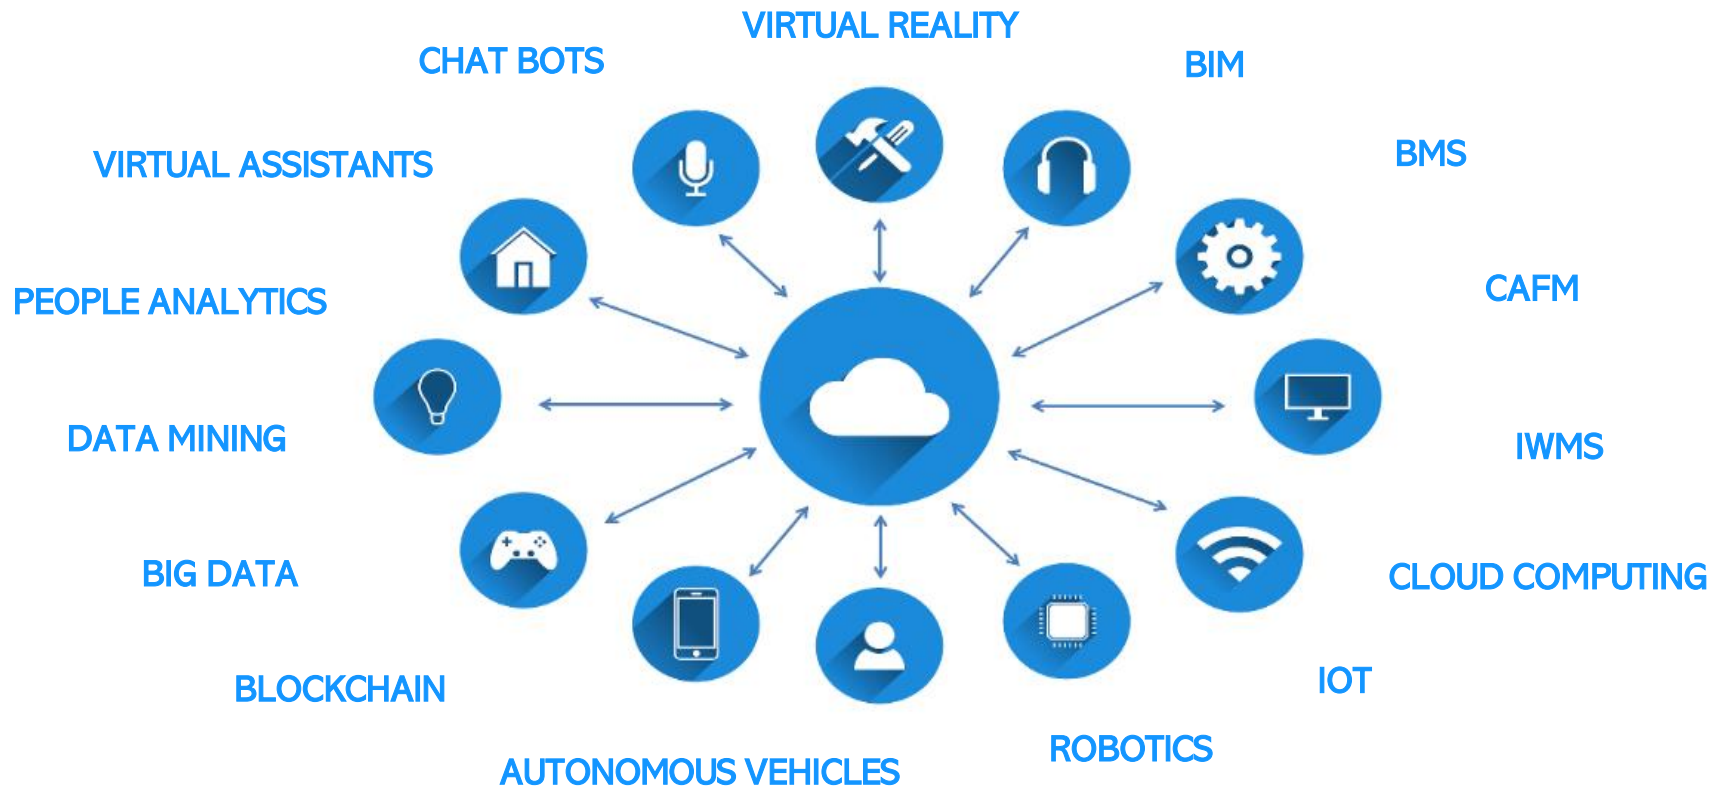 VIRTUAL REALITY
CHAT BOTS
BIM
BMS
VIRTUAL ASSISTANTS
CAFM
PEOPLE ANALYTICS
DATA MINING
IWMS
BIG DATA
CLOUD COMPUTING
IOT
BLOCKCHAIN
ROBOTICS
AUTONOMOUS VEHICLES